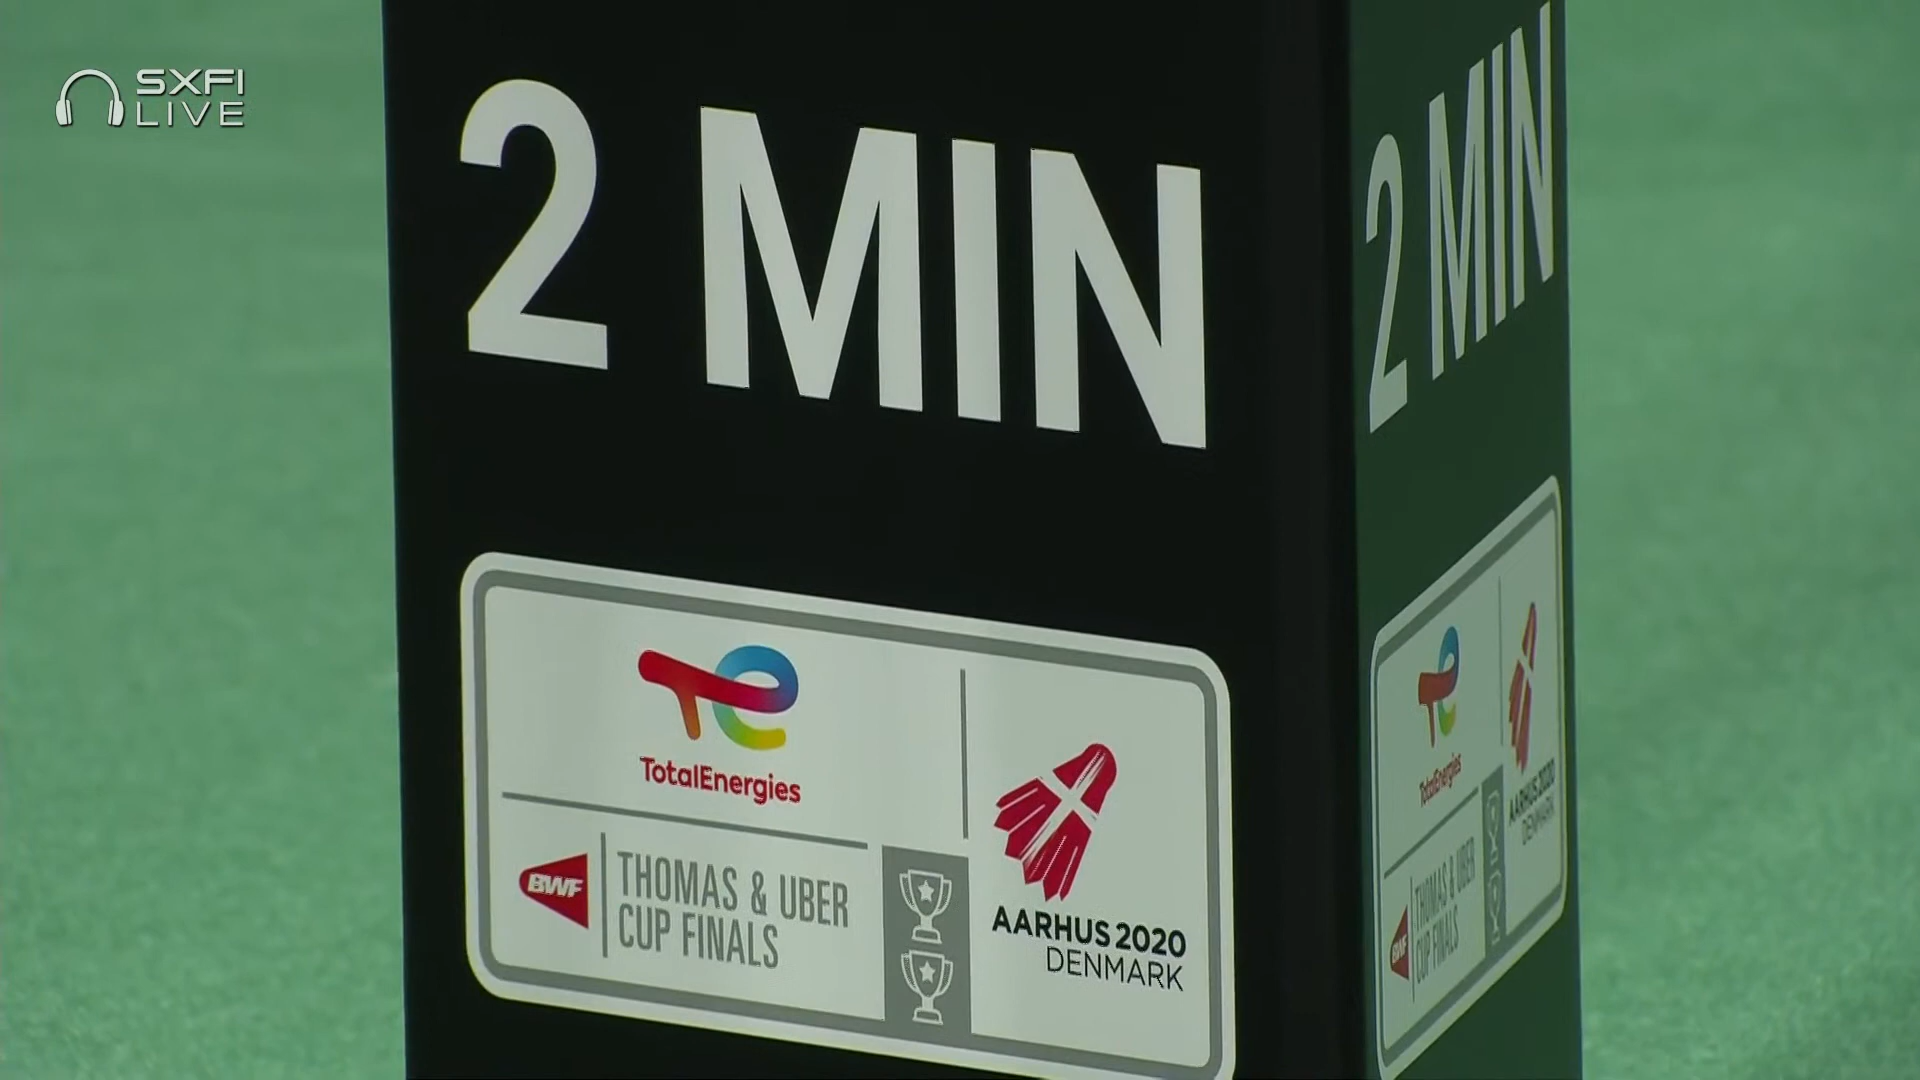 SXFI
LIVE
2 MIN
TotalEnergies
BWF
THOMAS & UBER
CUP FINALS
AARHUS 2020
DENMARK
2 MIN
TotalEnergies
BWF
THOMAS & UBER
CUP FINALS
AARHUS 2020
DENMARK